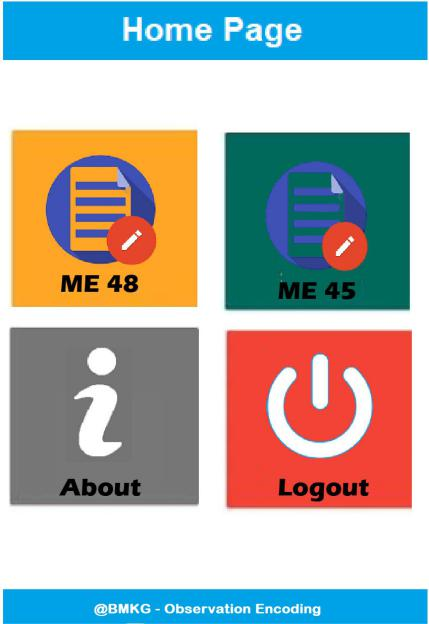 Home Page
ME 48
ME 45
About
Logout
@BMKG - Observation Encoding